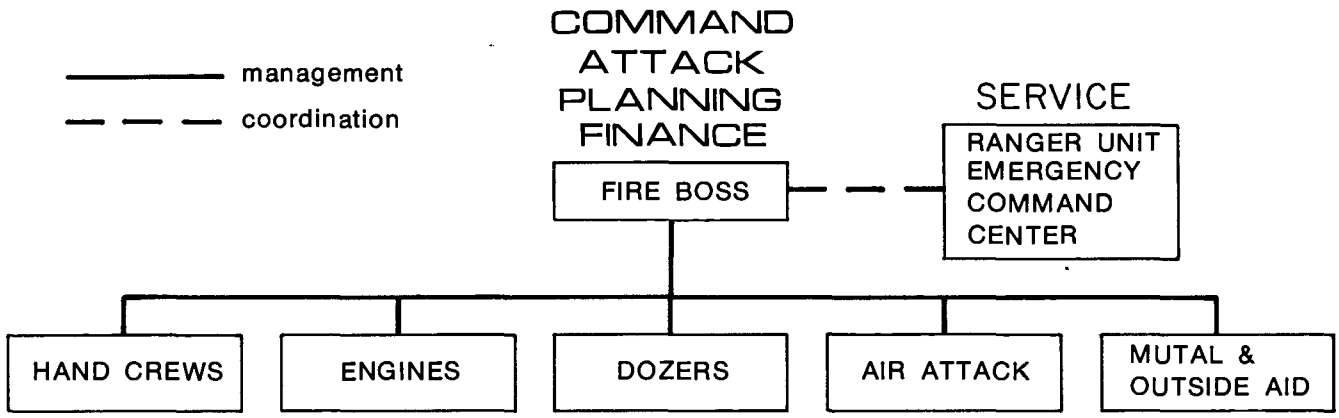 COMMAND
ATTACK
PLANNING
FINANCE
management
coordination
SERVICE
FIRE BOSS
RANGER UNIT
EMERGENCY
COMMAND
CENTER
HAND CREWS
ENGINES
DOZERS
AIR ATTACK
MUTAL &
OUTSIDE AID